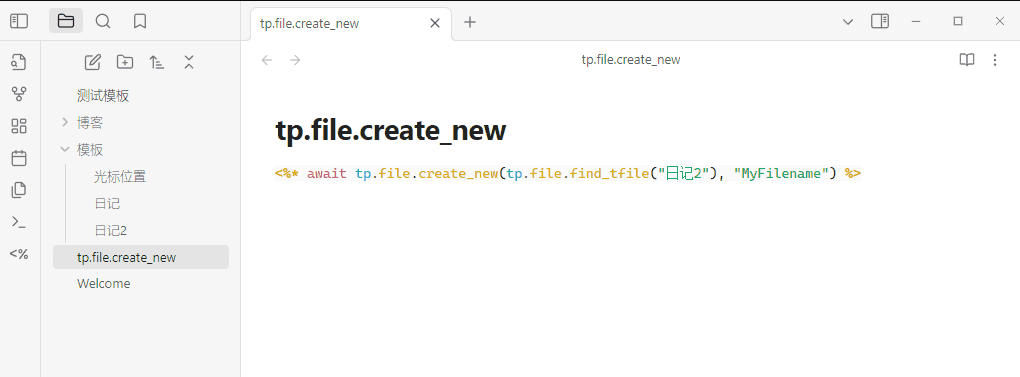 tp.file.create_new
tp.file.create_new
测试模板
博客
模板
光标位置
日记
日记2
tp.file.create_new
Welcome
<%
tp.file.create_new
<%* await tp.file.create_new(tp.file.find_tfile("日记2"), "MyFilename") %>